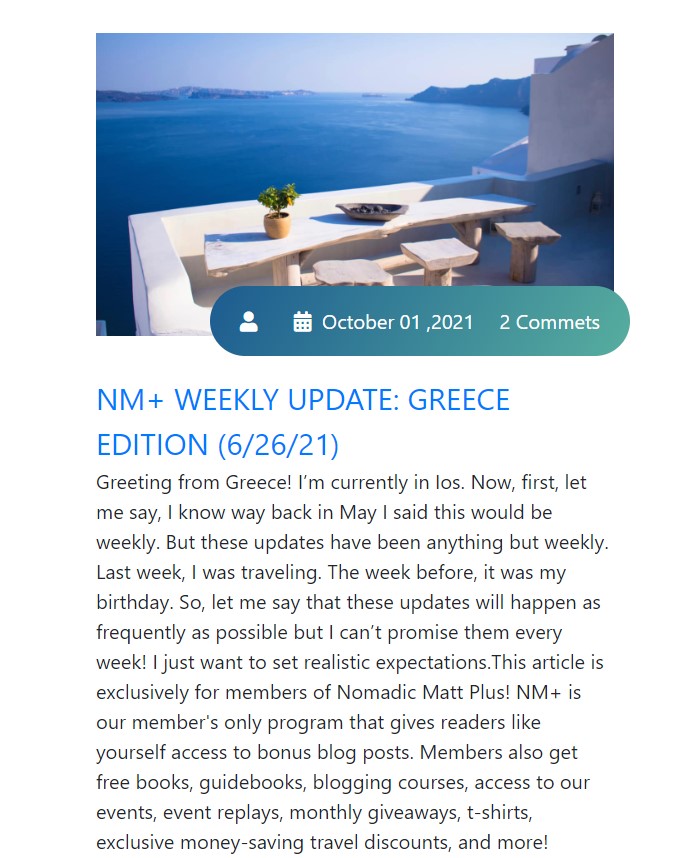 October 01 ,2021 2 Commets
NM+ WEEKLY UPDATE: GREECE
EDITION (6/26/21)
Greeting from Greece! I’m currently in Ios. Now, first, let
me say, I know way back in May I said this would be
weekly. But these updates have been anything but weekly.
Last week, I was traveling. The week before, it was my
birthday. So, let me say that these updates will happen as
frequently as possible but I can’t promise them every
week! I just want to set realistic expectations.This article is
exclusively for members of Nomadic Matt Plus! NM+ is
our member's only program that gives readers like
yourself access to bonus blog posts. Members also get
free books, guidebooks, blogging courses, access to our
events, event replays, monthly giveaways, t-shirts,
exclusive money-saving travel discounts, and more!